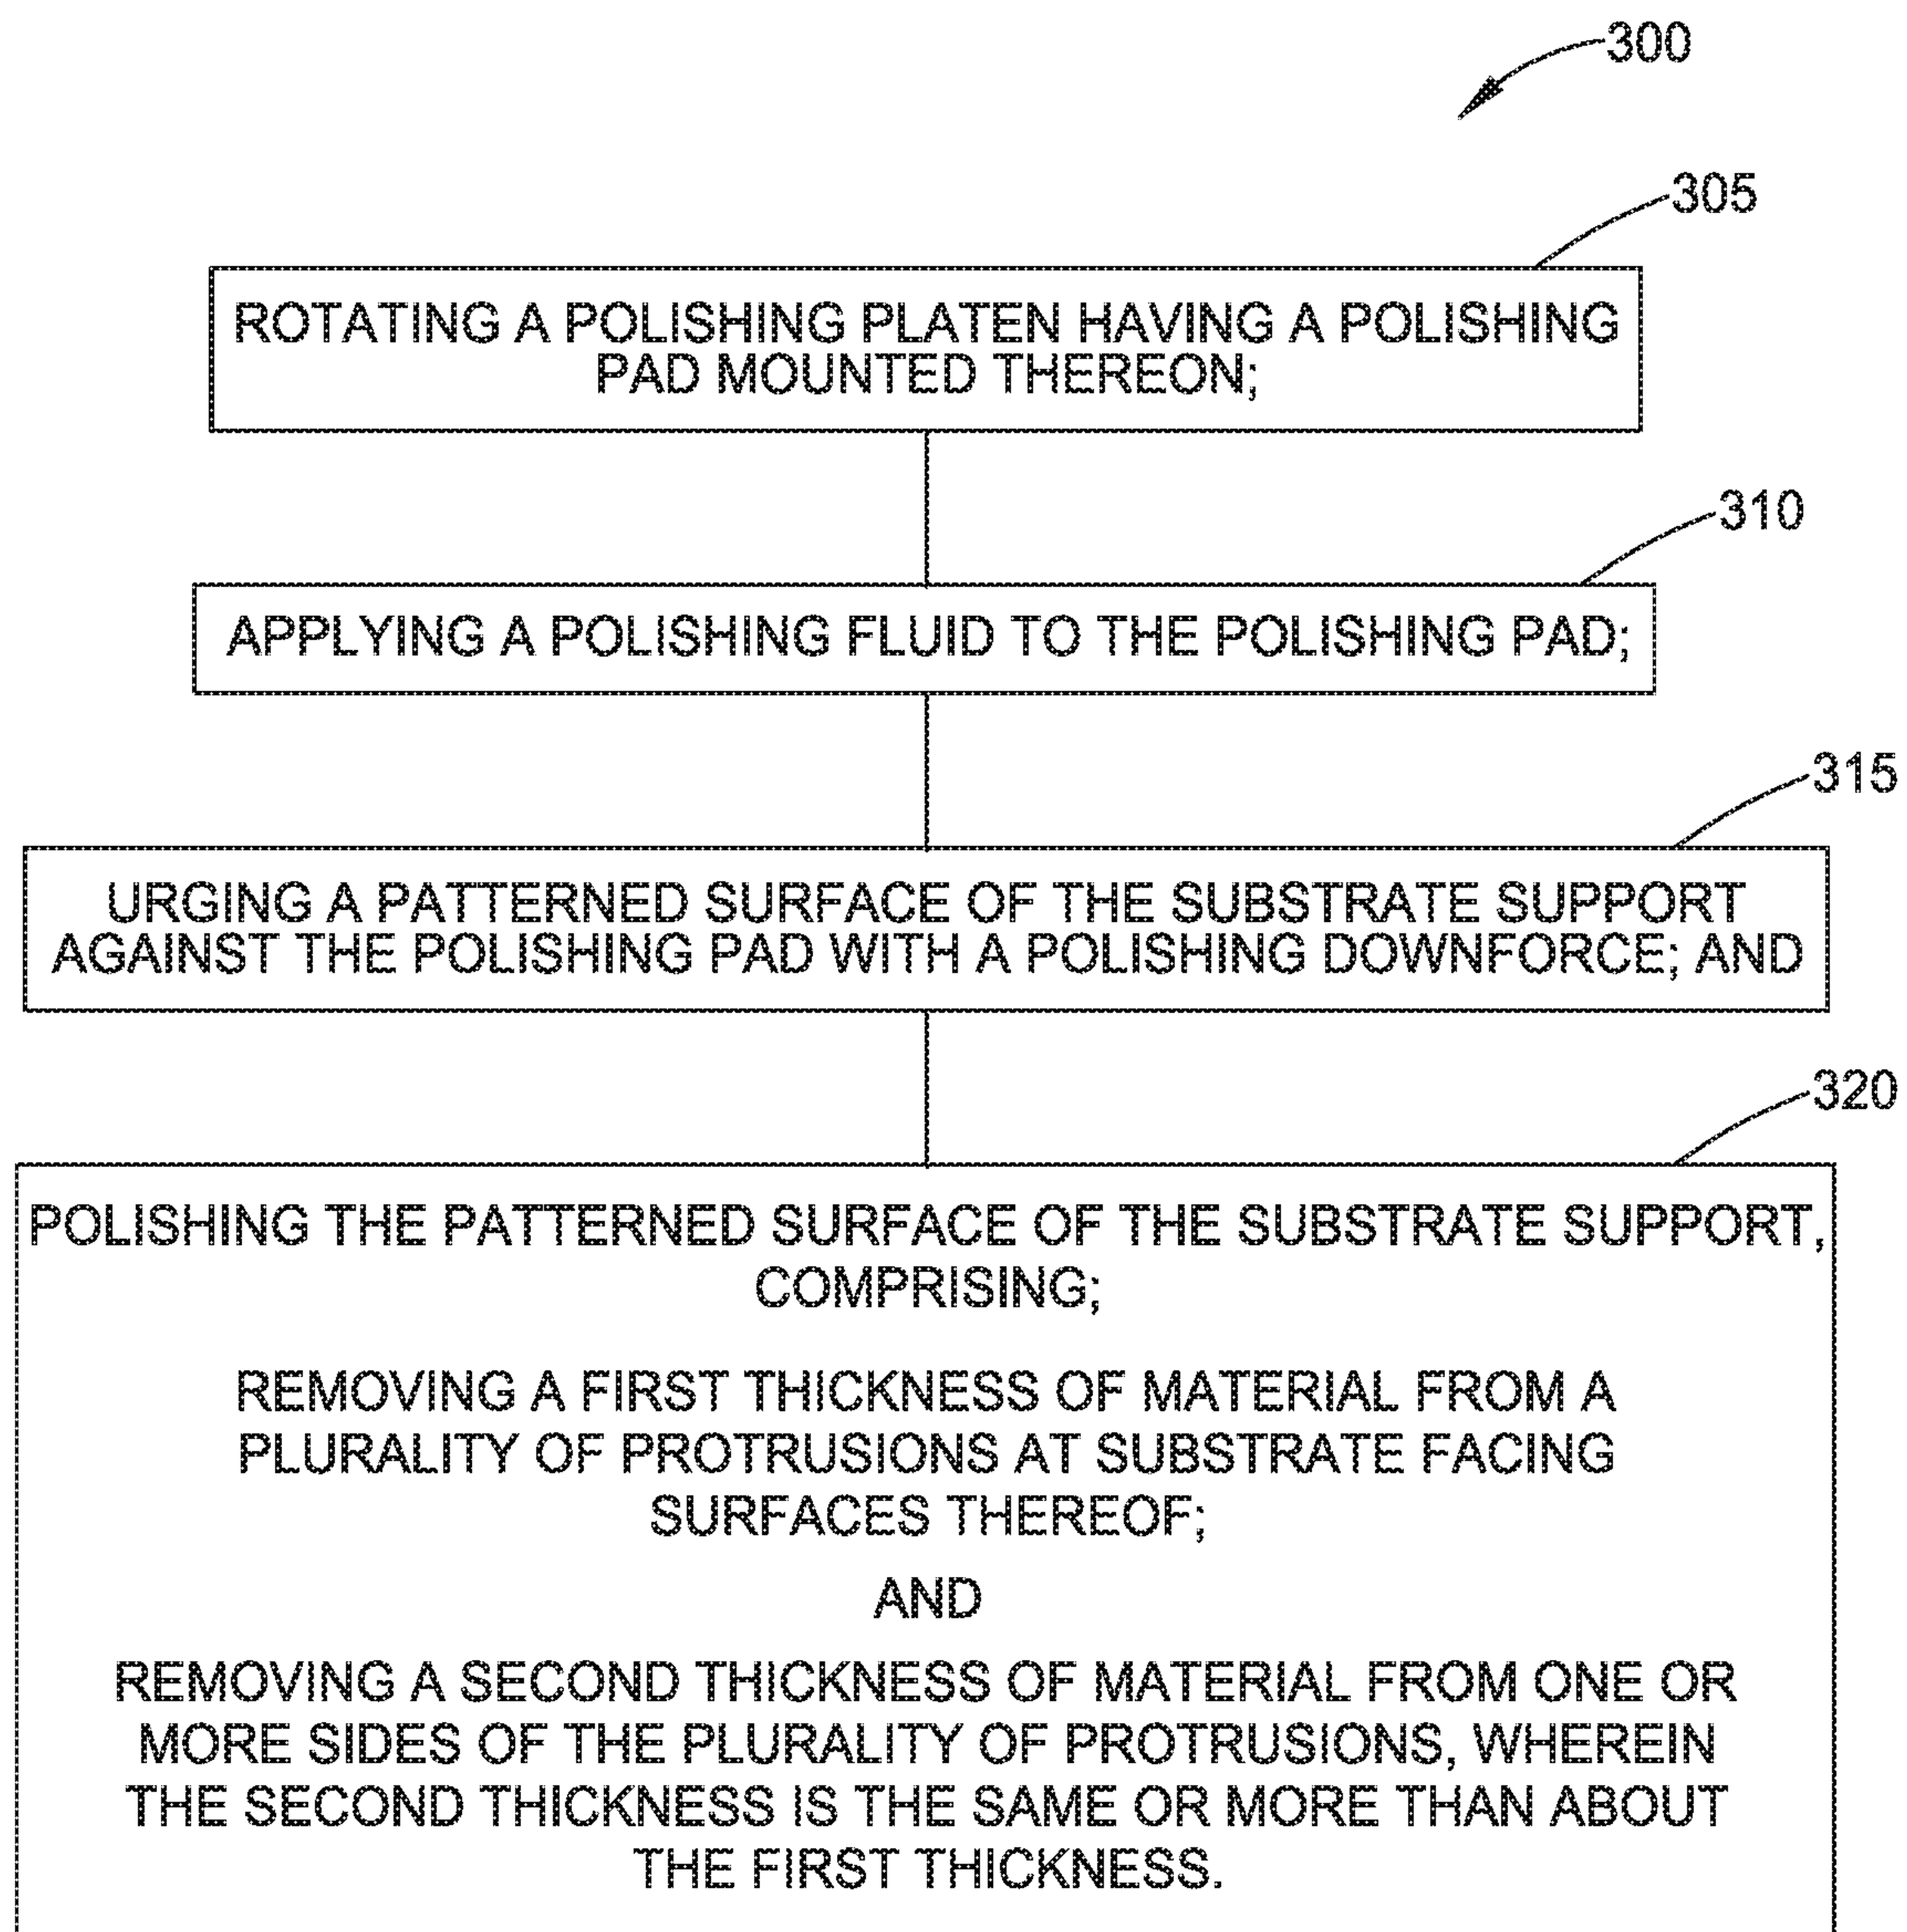 300
305
ROTATING A POLISHING PLATEN HAVING A POLISHING
PAD MOUNTED THEREON;
310
APPLYING A POLISHING FLUID TO THE POLISHING PAD;
315
URGING A PATTERNED SURFACE OF THE SUBSTRATE SUPPORT
AGAINST THE POLISHING PAD WITH A POLISHING DOWNFORCE; AND
320
POLISHING THE PATTERNED SURFACE OF THE SUBSTRATE SUPPORT,
COMPRISING;
REMOVING A FIRST THICKNESS OF MATERIAL FROM A
PLURALITY OF PROTRUSIONS AT SUBSTRATE FACING
SURFACES THEREOF;
AND
REMOVING A SECOND THICKNESS OF MATERIAL FROM ONE OR
MORE SIDES OF THE PLURALITY OF PROTRUSIONS, WHEREIN
THE SECOND THICKNESS IS THE SAME OR MORE THAN ABOUT
THE FIRST THICKNESS.